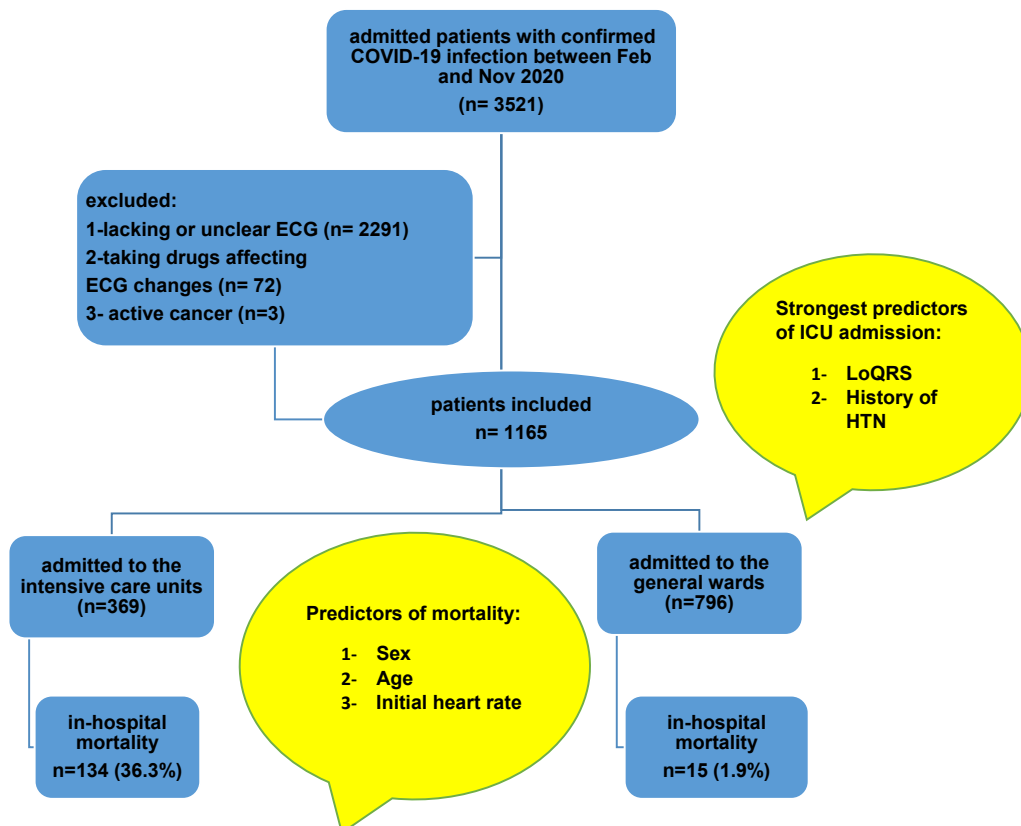 admitted patients with confirmed
COVID-19 infection between Feb
and Nov 2020
(n= 3521)
excluded:
1-lacking or unclear ECG (n= 2291)
2-taking drugs affecting
ECG changes (n= 72)
3- active cancer (n=3)
patients included
n= 1165
Strongest predictors
of ICU admission:
1- LoQRS
2- History of
HTN
admitted to the
intensive care units
(n=369)
Predictors of mortality:
1- Sex
2- Age
3- Initial heart rate
admitted to the
general wards
(n=796)
in-hospital
mortality
n=134 (36.3%)
in-hospital
mortality
n=15 (1.9%)